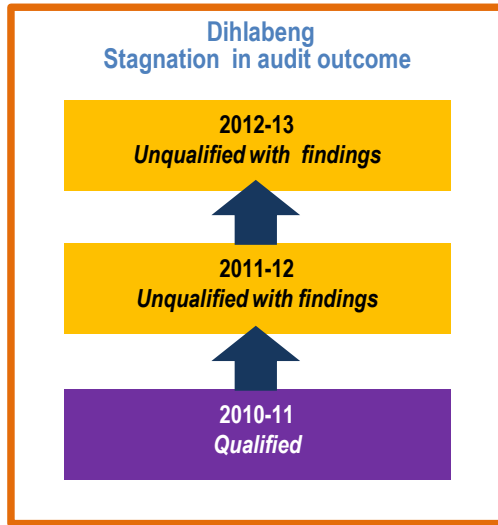 Dihlabeng
Stagnation in audit outcome
2012-13
Unqualified with findings
2011-12
Unqualified with findings
2010-11
Qualified